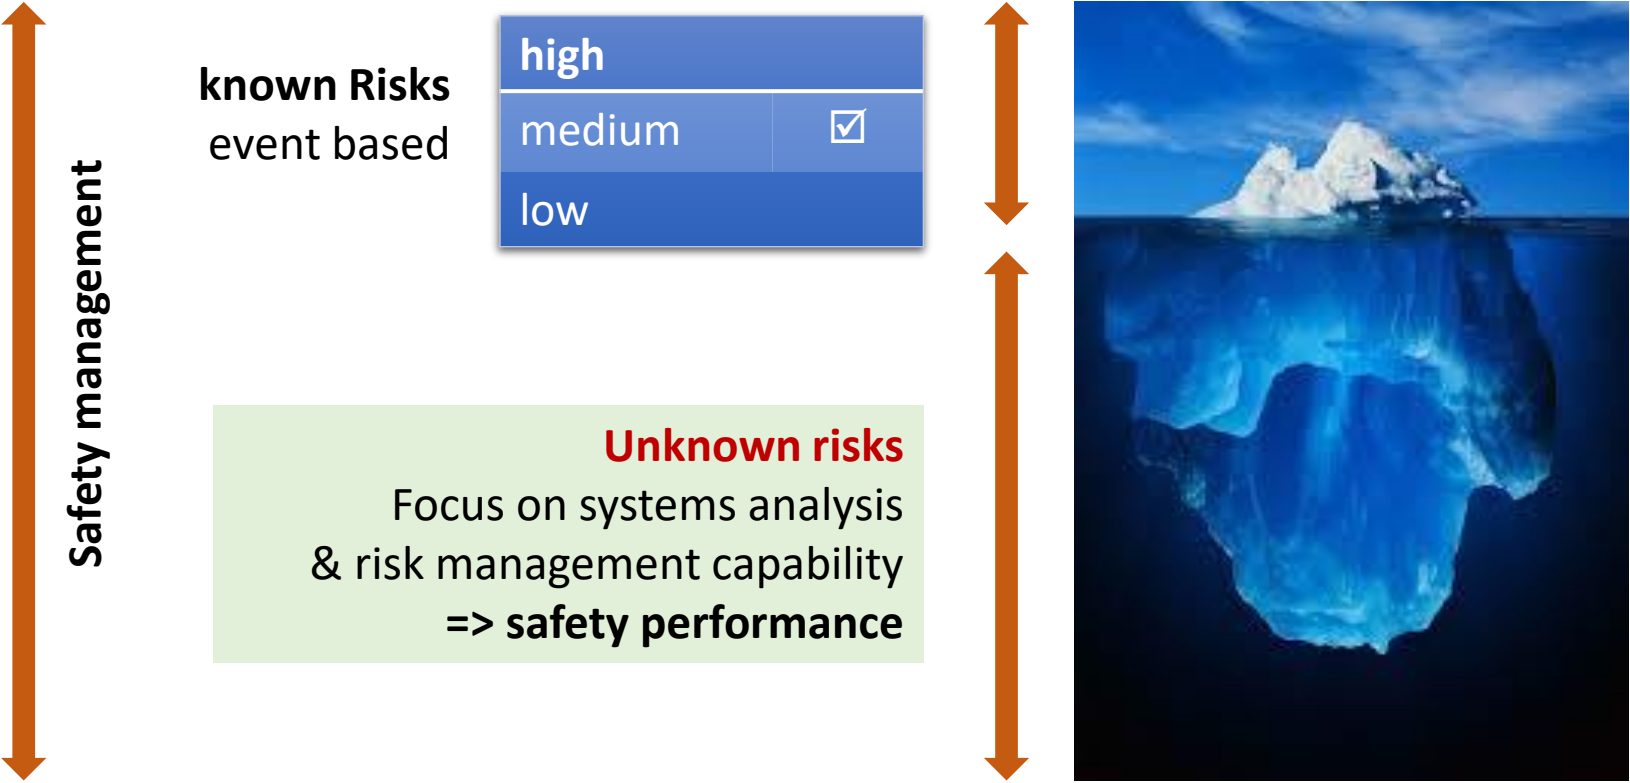 Safety management
known Risks
event based
high
medium ☑
low
Unknown risks
Focus on systems analysis
& risk management capability
=> safety performance